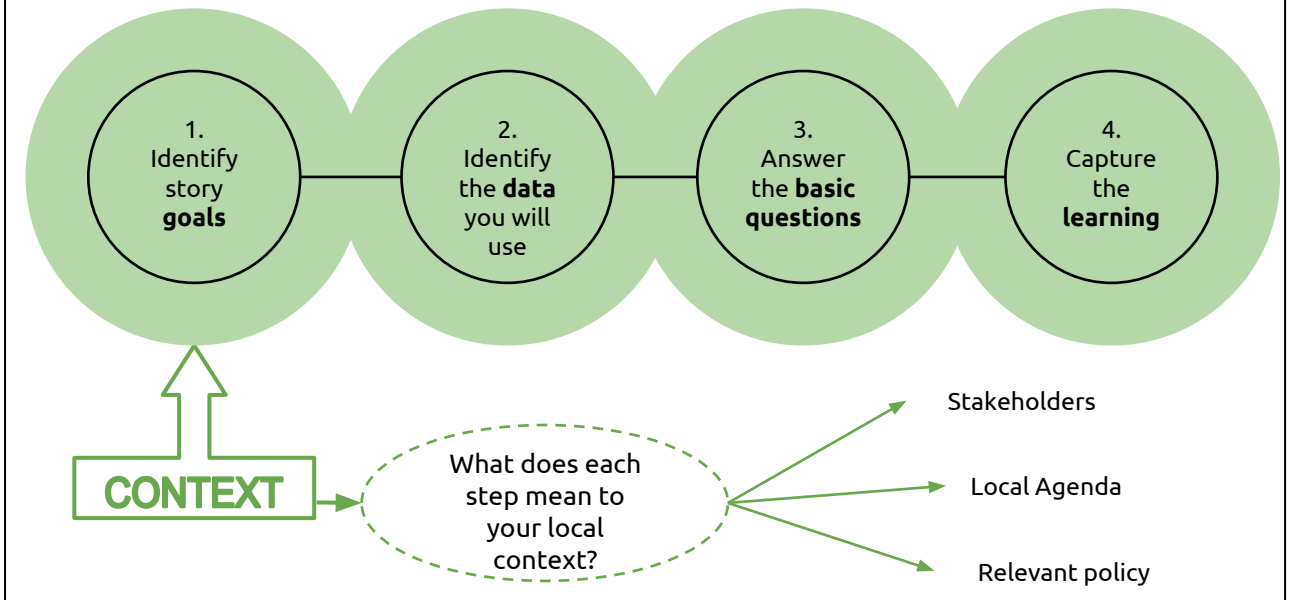 1.
Identify
story
goals
2.
Identify
the data
you will
use
3.
Answer
the basic
questions
4.
Capture
the
learning
CONTEXT
What does each
step mean to
your local
context?
Stakeholders
Local Agenda
Relevant policy